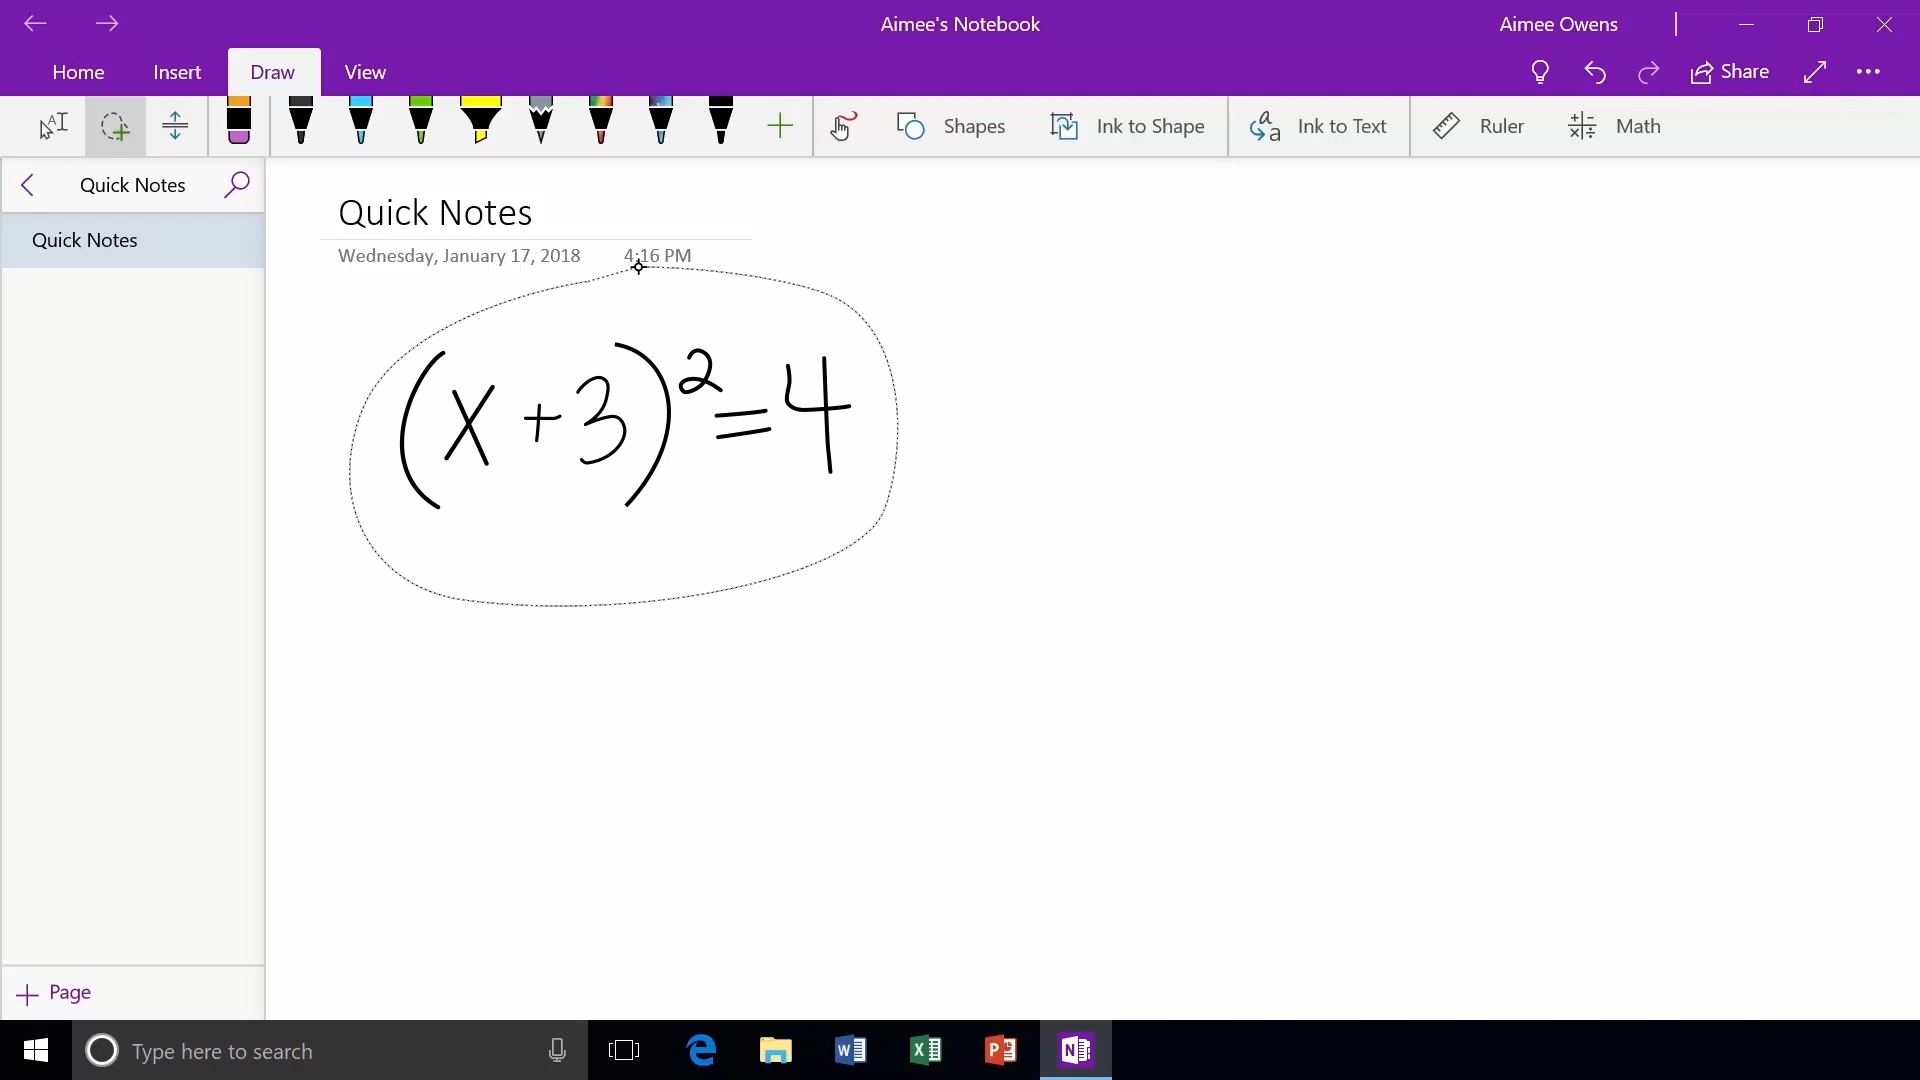 Aimee's Notebook
Aimee Owens
Home Insert Draw View
Share
Shapes Ink to Shape Ink to Text Ruler Math
Quick Notes
Quick Notes
Quick Notes
Wednesday, January 17, 2018 4:16 PM
(x+3)²=4
Page
Type here to search